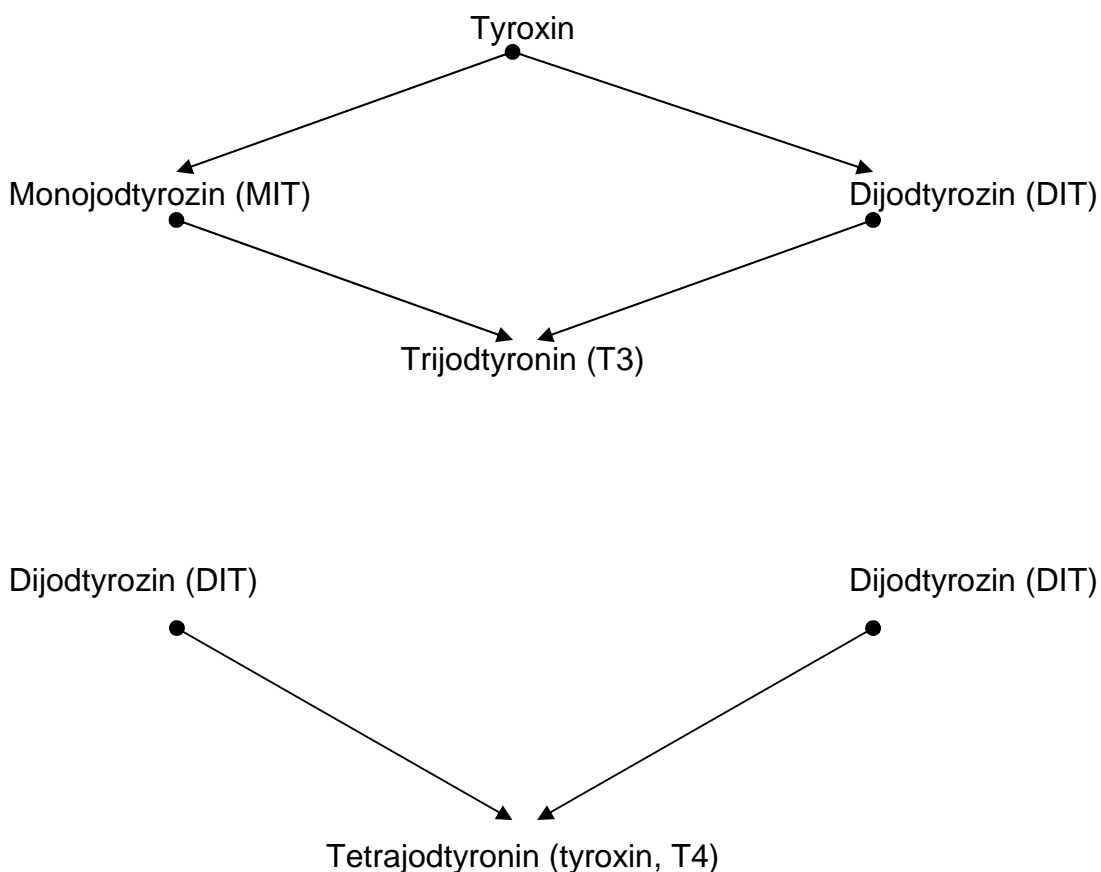 Tyroxin
Monojodtyrozin (MIT)
Dijodtyrozin (DIT)
Trijodtyronin (T3)
Dijodtyrozin (DIT)
Dijodtyrozin (DIT)
Tetrajodtyronin (tyroxin, T4)